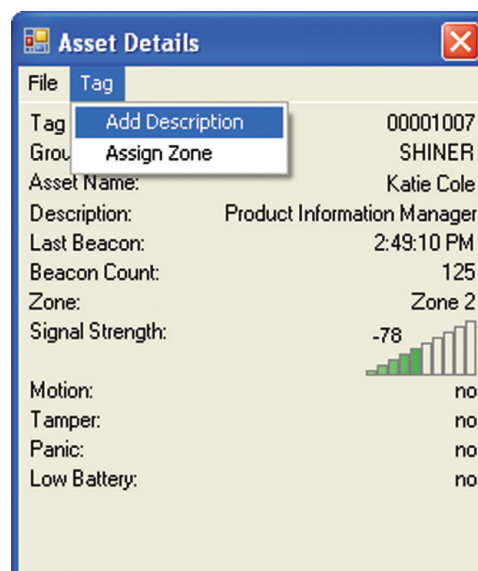 Asset Details
File Tag
Add Description
Assign Zone
Tag 00001007
Grou SHINER
Asset Name: Katie Cole
Description: Product Information Manager
Last Beacon: 2:49:10 PM
Beacon Count: 125
Zone: Zone 2
Signal Strength: -78
Motion: no
Tamper: no
Panic: no
Low Battery: no